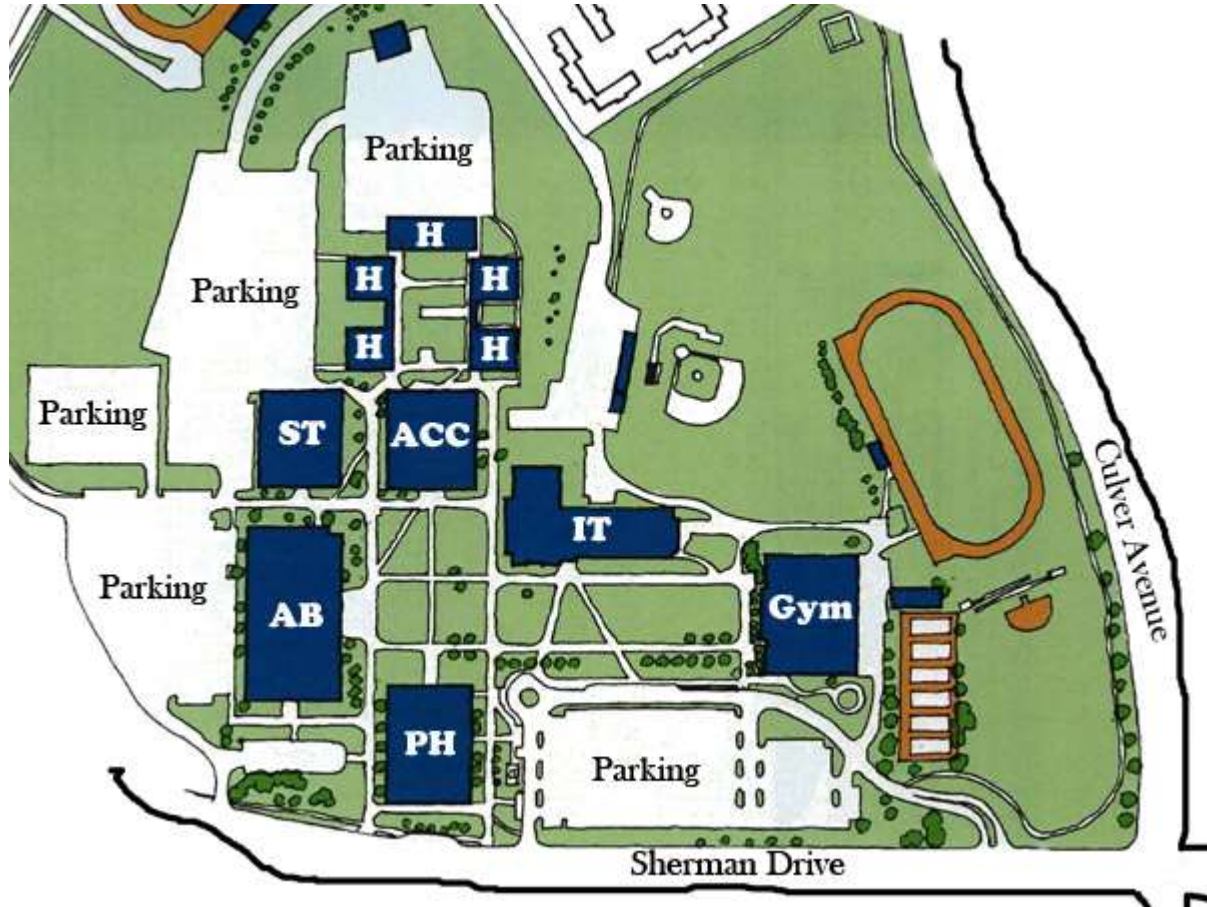 Parking
H
Parking
H
H
H
H
Parking
ST
ACC
IT
Culver Avenue
Parking
AB
Gym
PH
Parking
Sherman Drive